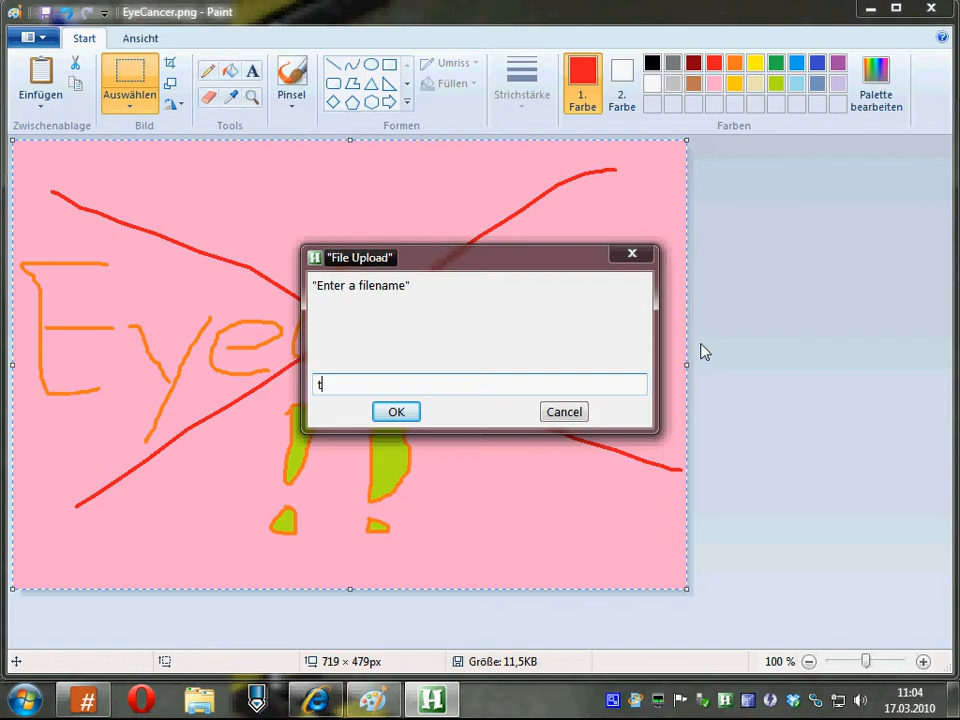 EyeCancer.png - Paint
Start
Ansicht
Einfügen
Auswählen
Pinsel
Umriss
Füllen
Strichstärke
1. Farbe
2. Farbe
Palette bearbeiten
Zwischenablage
Bild
Tools
Formen
Farben
Eye
!!
H "File Upload"
"Enter a filename"
t
OK
Cancel
719 × 479px
Größe: 11,5KB
100 %
11:04
17.03.2010